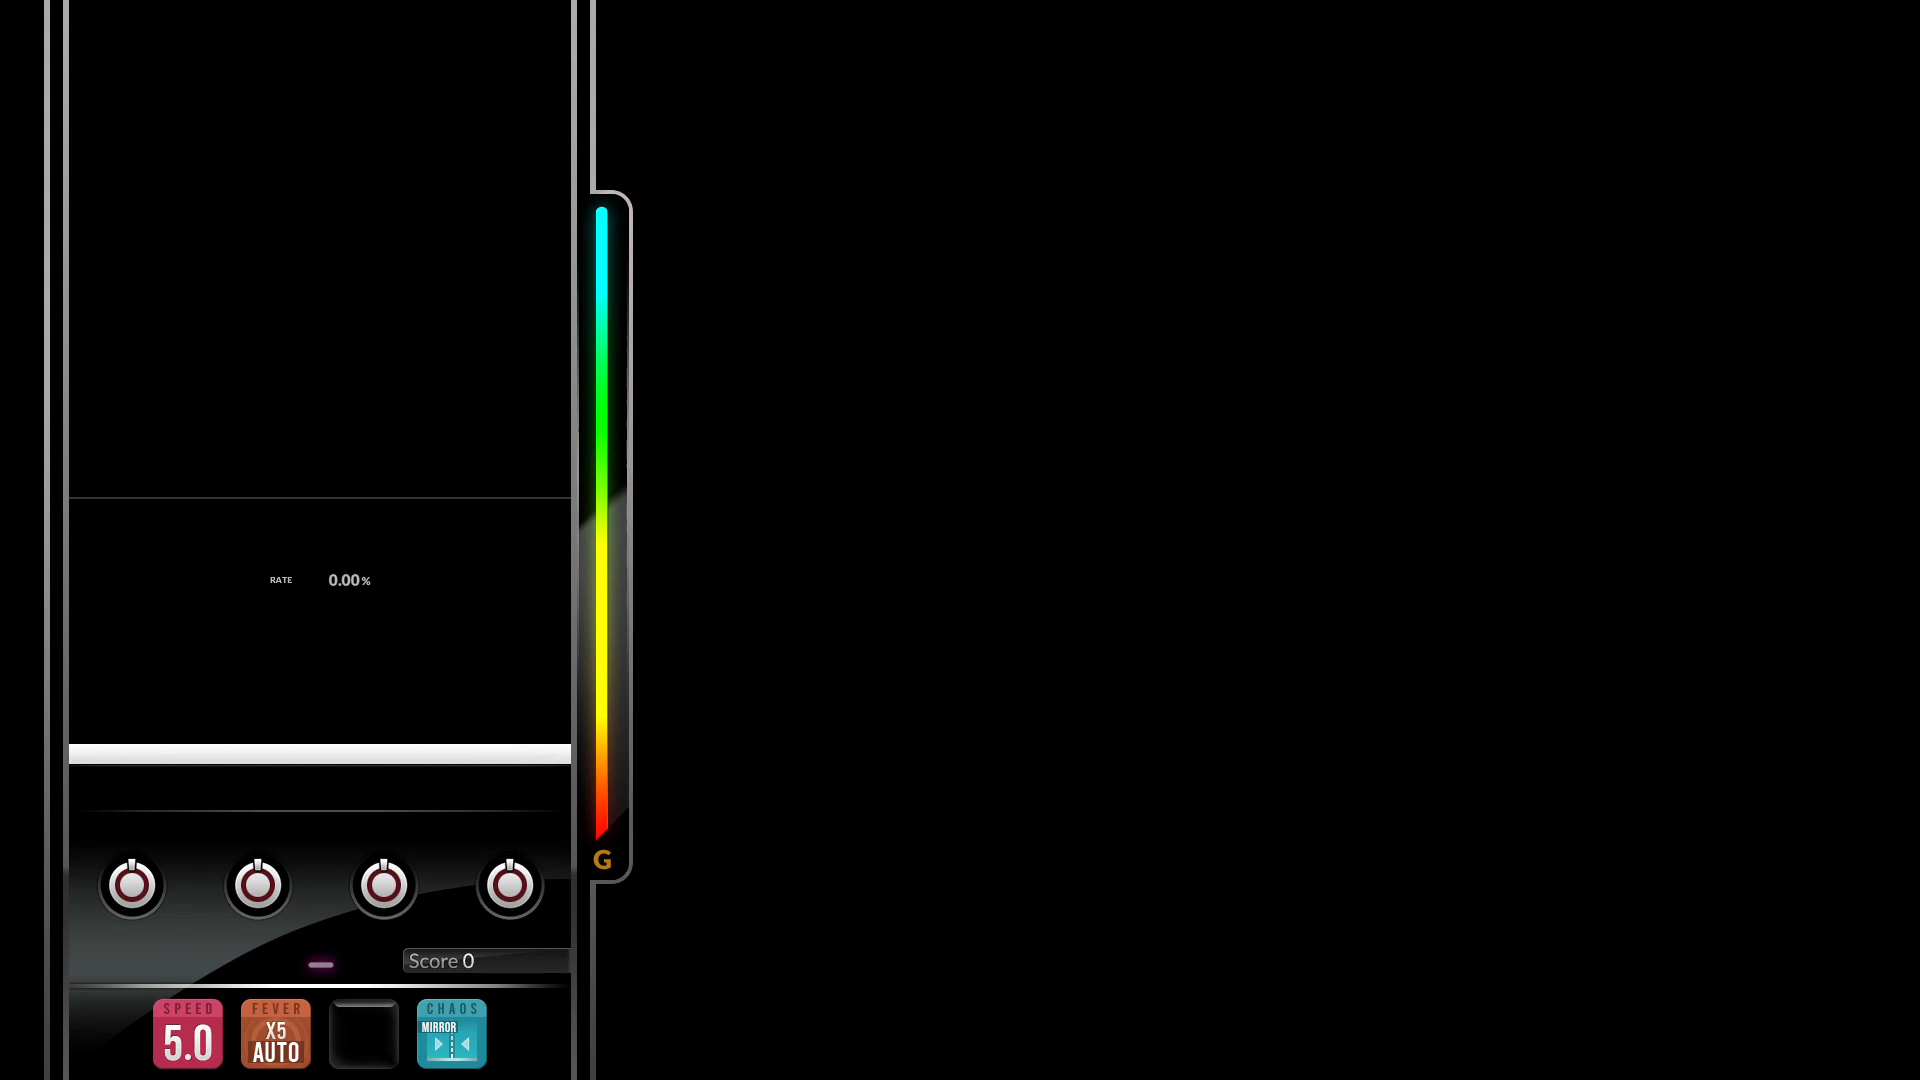 RATE 0.00%
G
Score 0
SPEED
5.0
FEVER
X5
AUTO
CHAOS
MIRROR